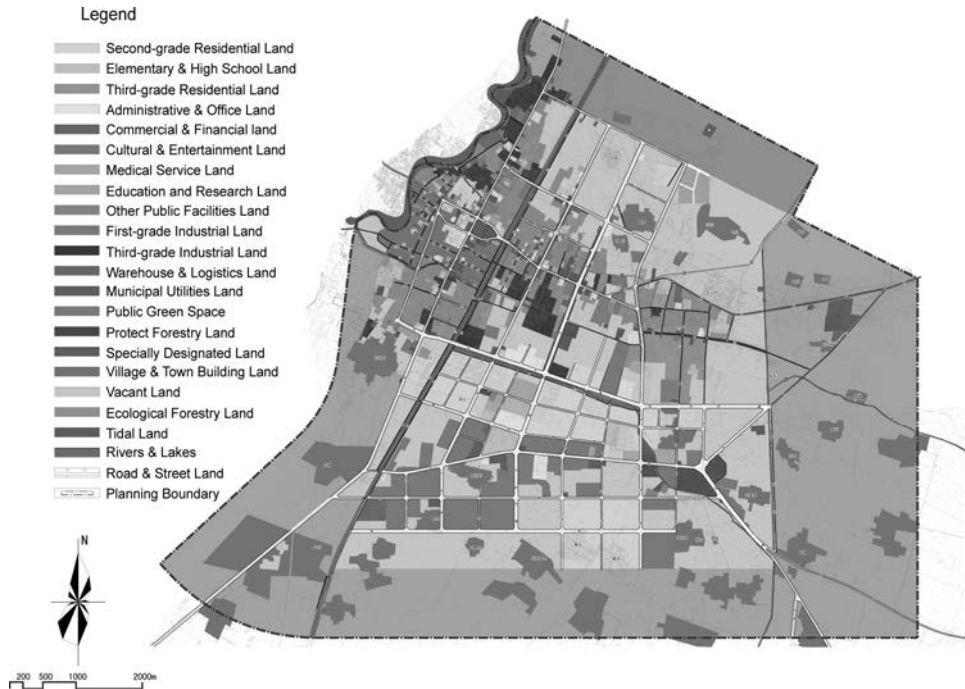 Legend
Second-grade Residential Land
Elementary & High School Land
Third-grade Residential Land
Administrative & Office Land
Commercial & Financial land
Cultural & Entertainment Land
Medical Service Land
Education and Research Land
Other Public Facilities Land
First-grade Industrial Land
Third-grade Industrial Land
Warehouse & Logistics Land
Municipal Utilities Land
Public Green Space
Protect Forestry Land
Specially Designated Land
Village & Town Building Land
Vacant Land
Ecological Forestry Land
Tidal Land
Rivers & Lakes
Road & Street Land
Planning Boundary
N
200 500 1000 2000m